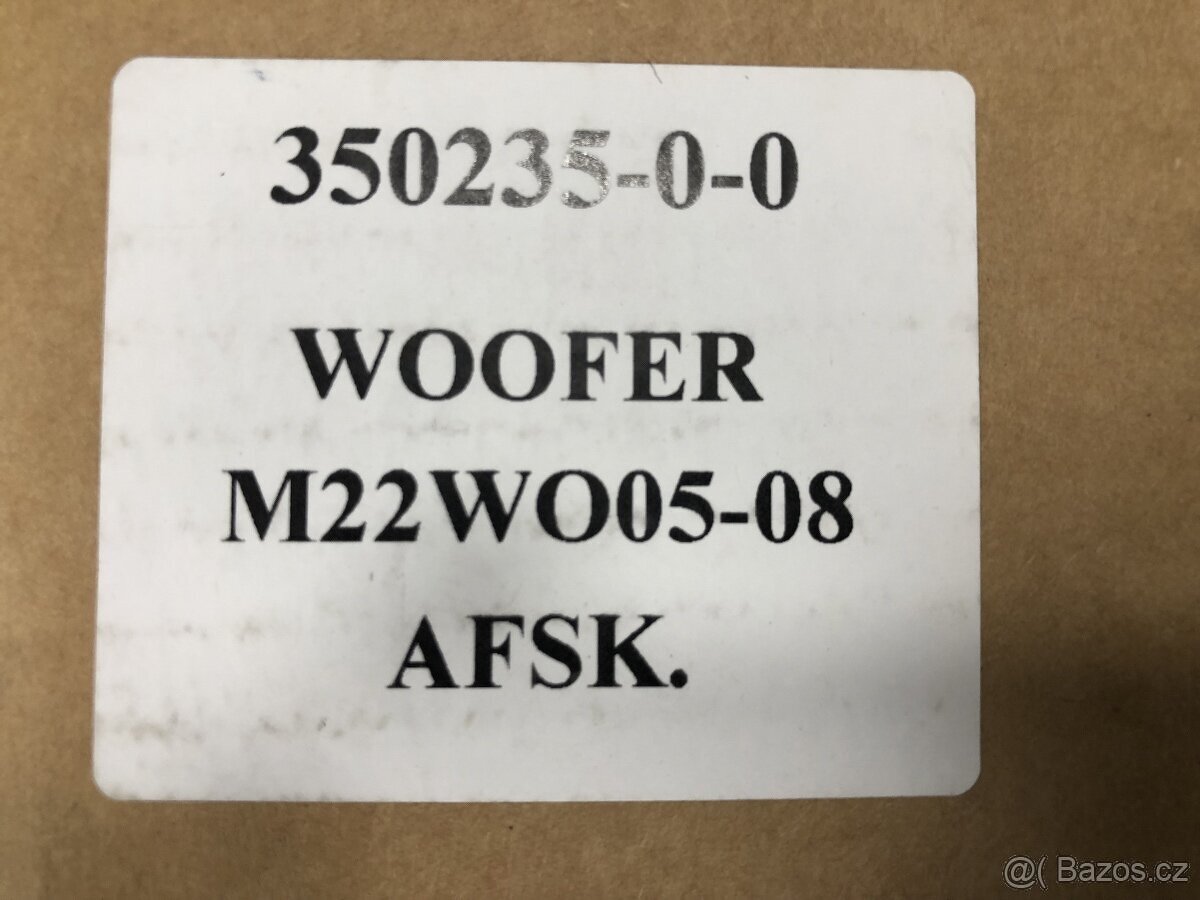 350235-0-0
WOOFER
M22WO05-08
AFSK.
@( Bazos.cz